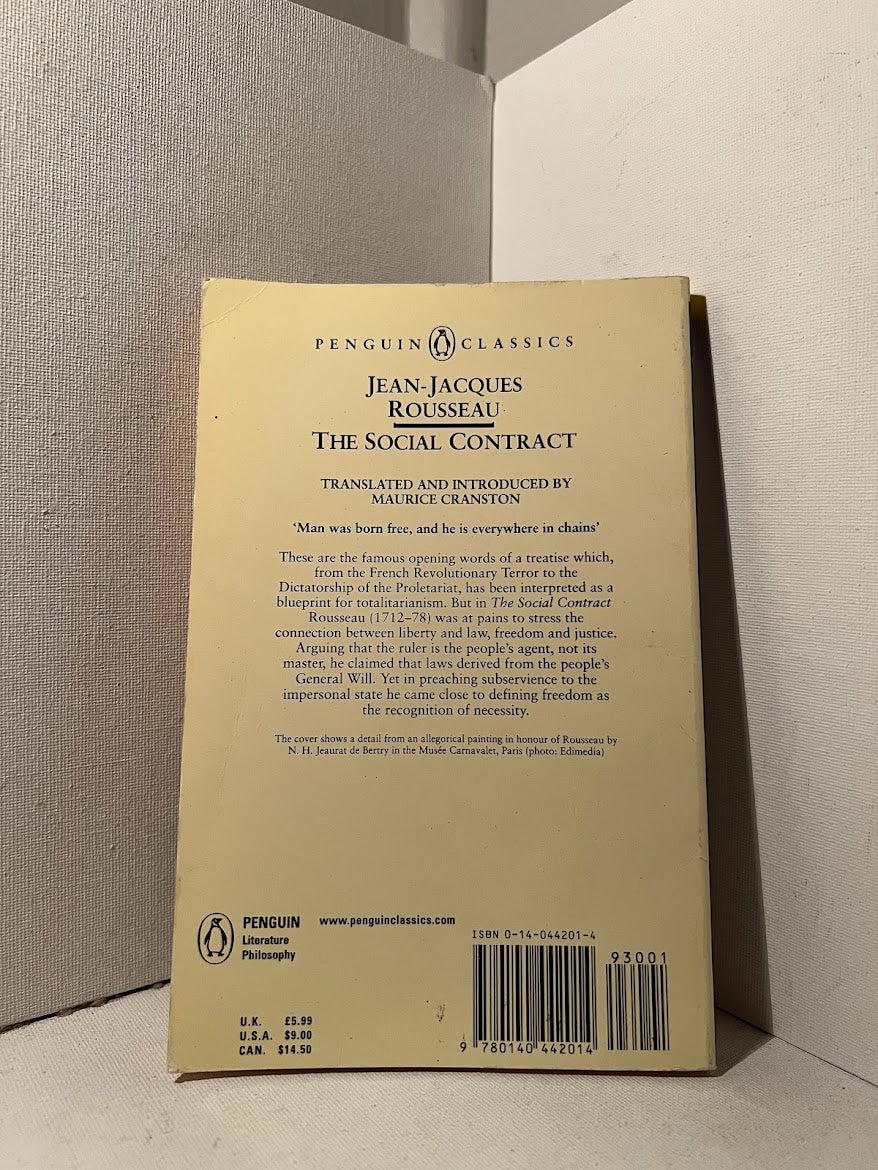 PENGUIN CLASSICS
JEAN-JACQUES
ROUSSEAU
THE SOCIAL CONTRACT
TRANSLATED AND INTRODUCED BY
MAURICE CRANSTON
‘Man was born free, and he is everywhere in chains’
These are the famous opening words of a treatise which,
from the French Revolutionary Terror to the
Dictatorship of the Proletariat, has been interpreted as a
blueprint for totalitarianism. But in The Social Contract
Rousseau (1712–78) was at pains to stress the
connection between liberty and law, freedom and justice.
Arguing that the ruler is the people’s agent, not its
master, he claimed that laws derived from the people’s
General Will. Yet in preaching subservience to the
impersonal state he came close to defining freedom as
the recognition of necessity.
The cover shows a detail from an allegorical painting in honour of Rousseau by
N. H. Jeaurat de Bertry in the Musée Carnavalet, Paris (photo: Edimedia)
PENGUIN
Literature
Philosophy
www.penguinclassics.com
U.K. £5.99
U.S.A. $9.00
CAN. $14.50
ISBN 0-14-044201-4
93001
9 780140 442014